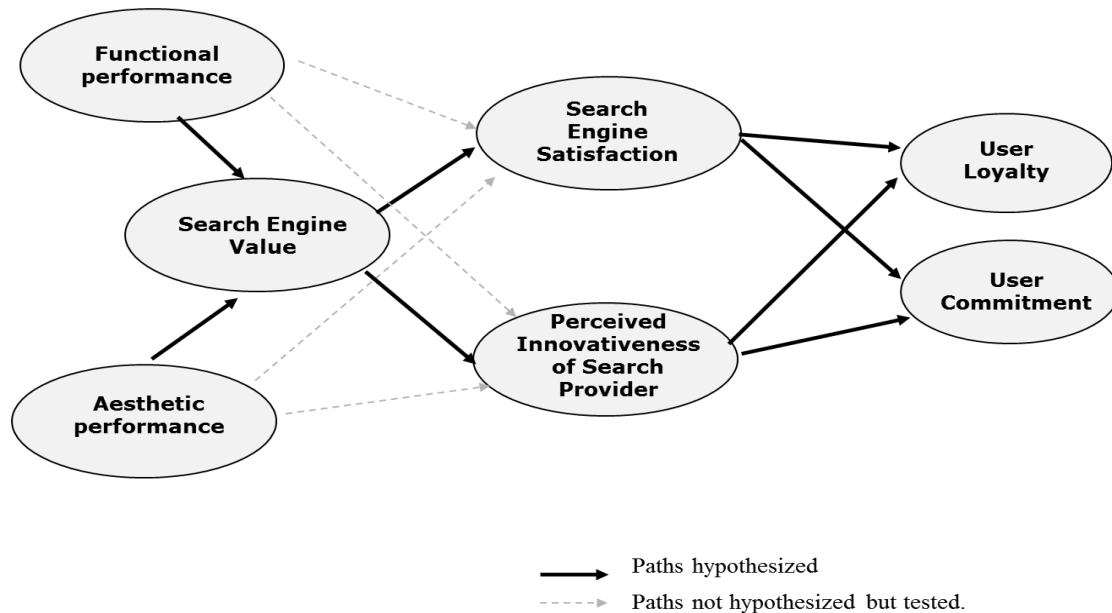 Functional
performance
Search
Engine
Satisfaction
User
Loyalty
Search Engine
Value
User
Commitment
Perceived
Innovativeness
of Search
Provider
Aesthetic
performance
Paths hypothesized
Paths not hypothesized but tested.